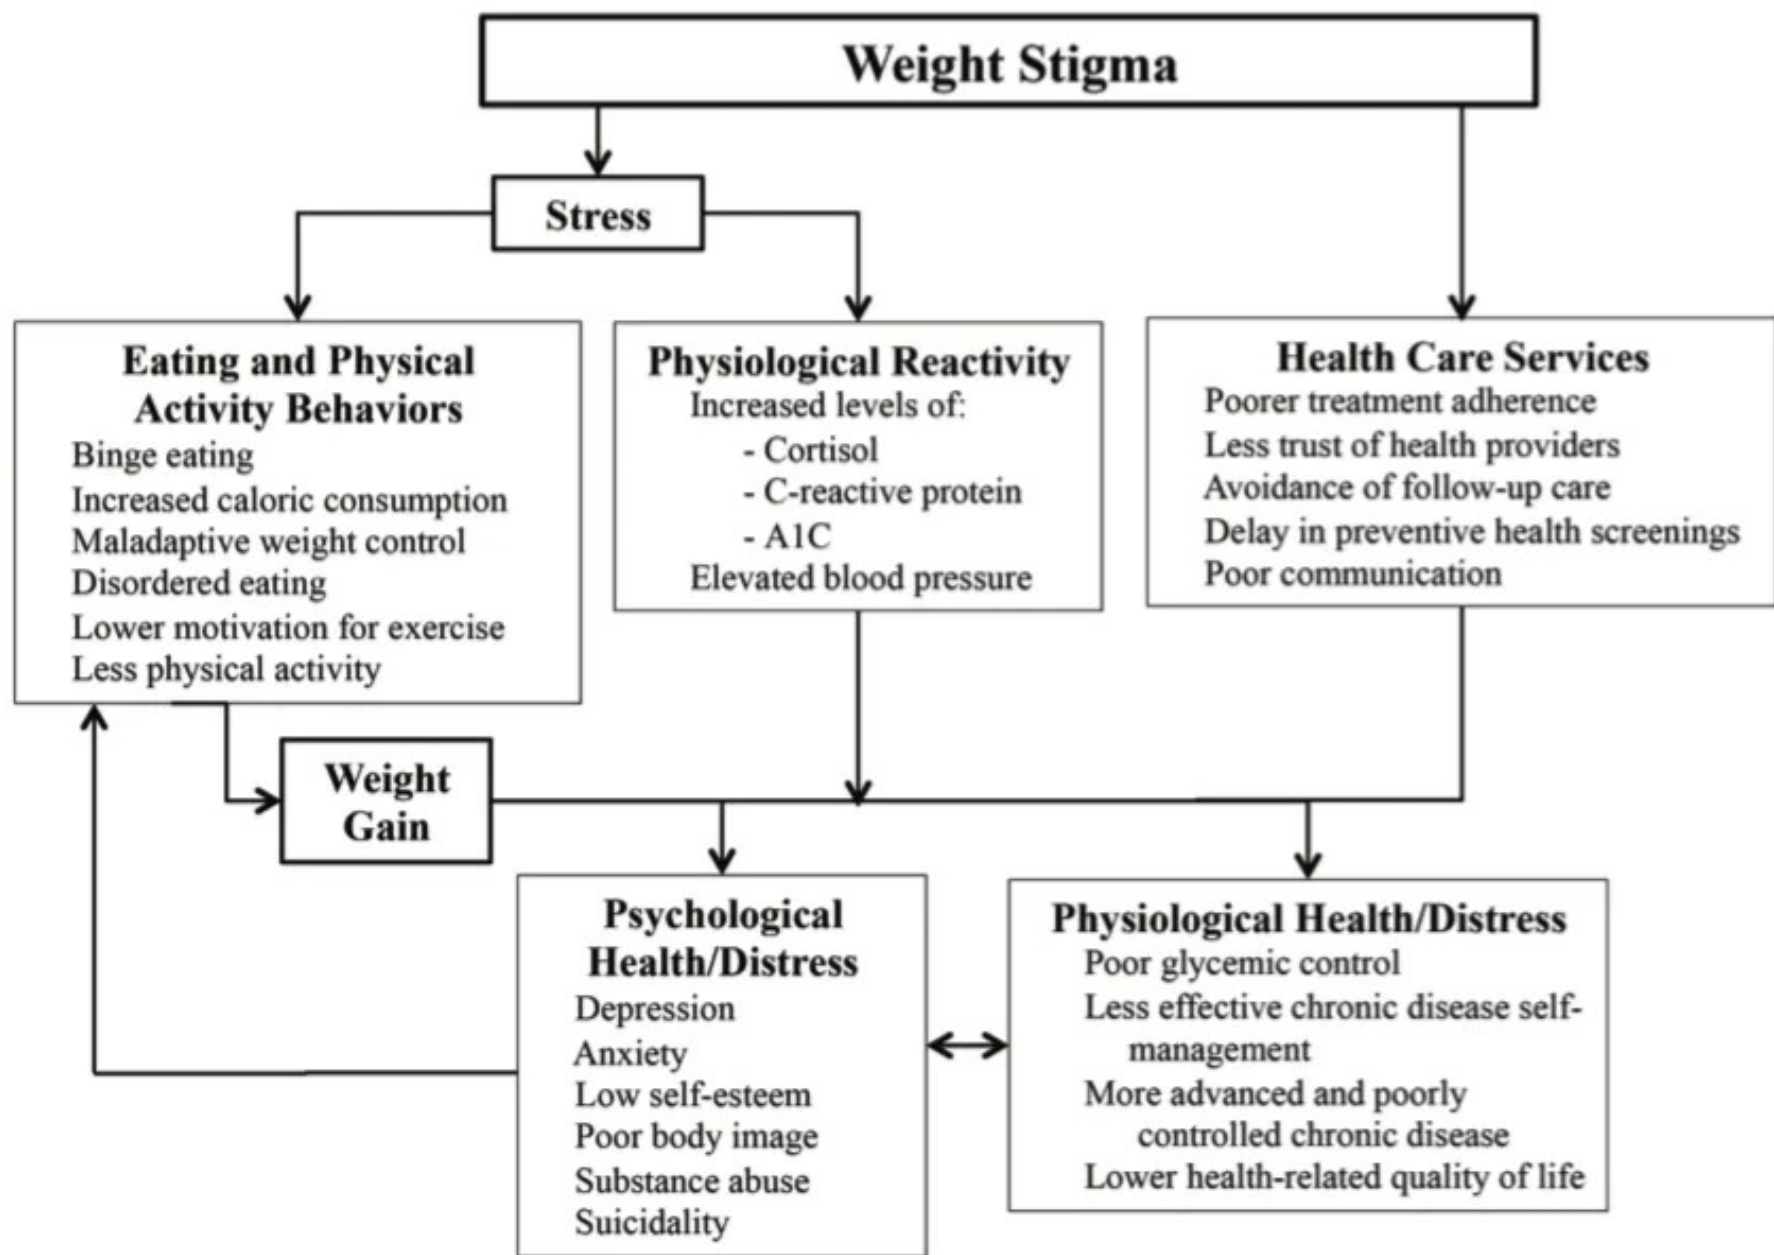 Weight Stigma
Stress
Eating and Physical
Activity Behaviors
Binge eating
Increased caloric consumption
Maladaptive weight control
Disordered eating
Lower motivation for exercise
Less physical activity
Physiological Reactivity
Increased levels of:
- Cortisol
- C-reactive protein
- A1C
Elevated blood pressure
Health Care Services
Poorer treatment adherence
Less trust of health providers
Avoidance of follow-up care
Delay in preventive health screenings
Poor communication
Weight
Gain
Psychological
Health/Distress
Depression
Anxiety
Low self-esteem
Poor body image
Substance abuse
Suicidality
Physiological Health/Distress
Poor glycemic control
Less effective chronic disease self-
management
More advanced and poorly
controlled chronic disease
Lower health-related quality of life